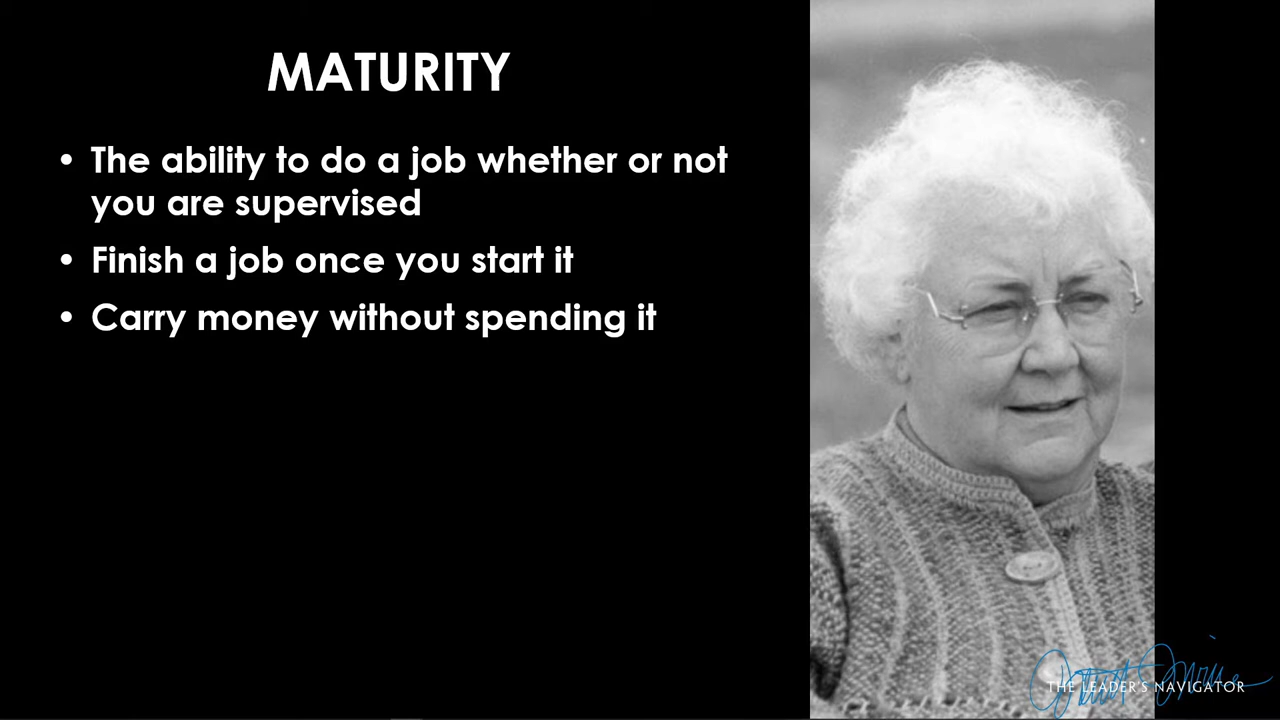 MATURITY
• The ability to do a job whether or not
you are supervised
• Finish a job once you start it
• Carry money without spending it
THE LEADER'S NAVIGATOR